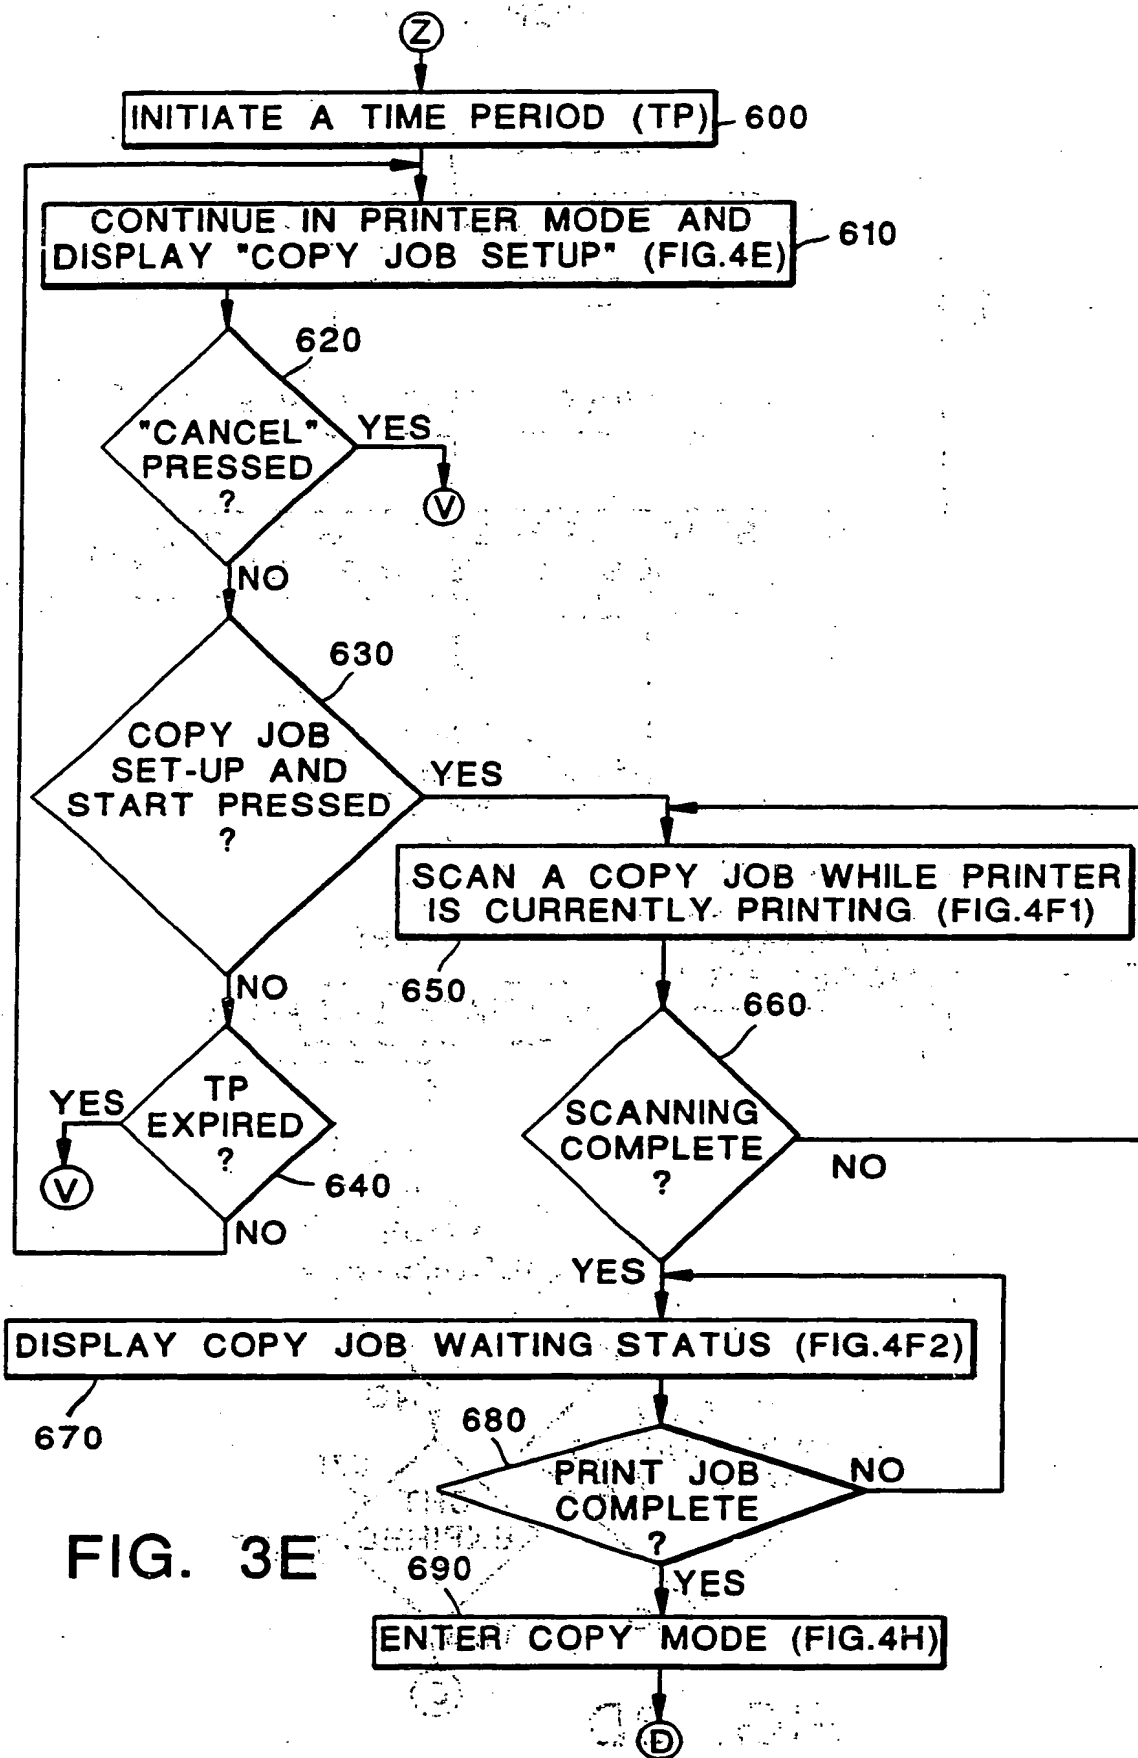 Z
INITIATE A TIME PERIOD (TP)
600
CONTINUE IN PRINTER MODE AND
DISPLAY "COPY JOB SETUP" (FIG.4E)
610
620
"CANCEL"
PRESSED
?
YES
V
NO
630
COPY JOB
SET-UP AND
START PRESSED
?
YES
SCAN A COPY JOB WHILE PRINTER
IS CURRENTLY PRINTING (FIG.4F1)
650
NO
660
TP
EXPIRED
?
YES
V
640
NO
SCANNING
COMPLETE
?
NO
YES
DISPLAY COPY JOB WAITING STATUS (FIG.4F2)
670
680
PRINT JOB
COMPLETE
?
NO
FIG. 3E
690
YES
ENTER COPY MODE (FIG.4H)
D